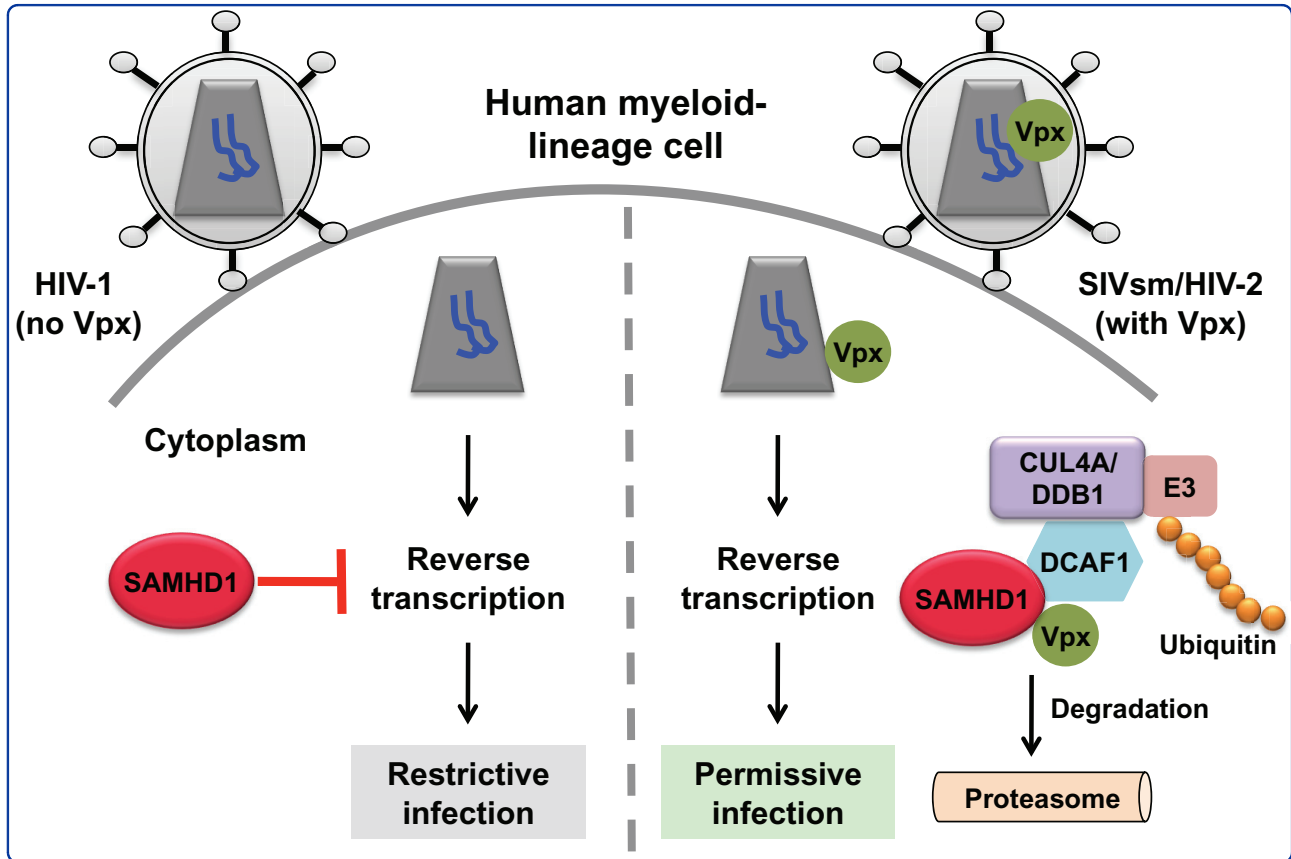 Human myeloid-
lineage cell
HIV-1
(no Vpx)
Vpx
SIVsm/HIV-2
(with Vpx)
Cytoplasm
SAMHD1
Reverse
transcription
Restrictive
infection
Vpx
Reverse
transcription
Permissive
infection
CUL4A/
DDB1
E3
DCAF1
SAMHD1
Vpx
Ubiquitin
Degradation
Proteasome